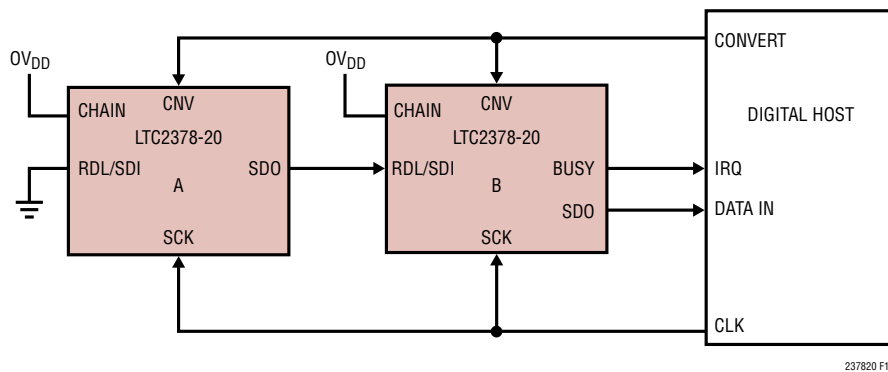 CONVERT
OVDD
OVDD
CHAIN
CNV
CHAIN
CNV
DIGITAL HOST
LTC2378-20
LTC2378-20
RDL/SDI
SDO
RDL/SDI
BUSY
IRQ
A
B
SDO
DATA IN
SCK
SCK
CLK
237820 F1